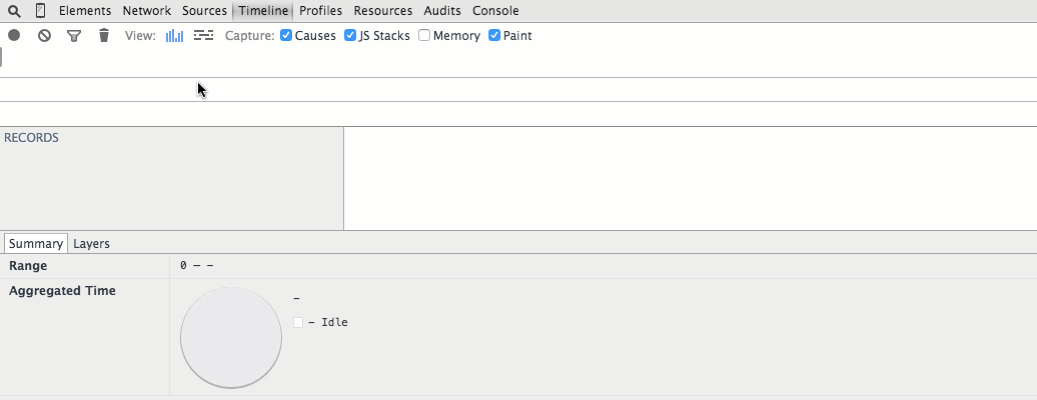 Elements Network Sources Timeline Profiles Resources Audits Console
View: Capture: Causes JS Stacks Memory Paint
RECORDS
Summary Layers
Range 0 – –
Aggregated Time
–
– Idle